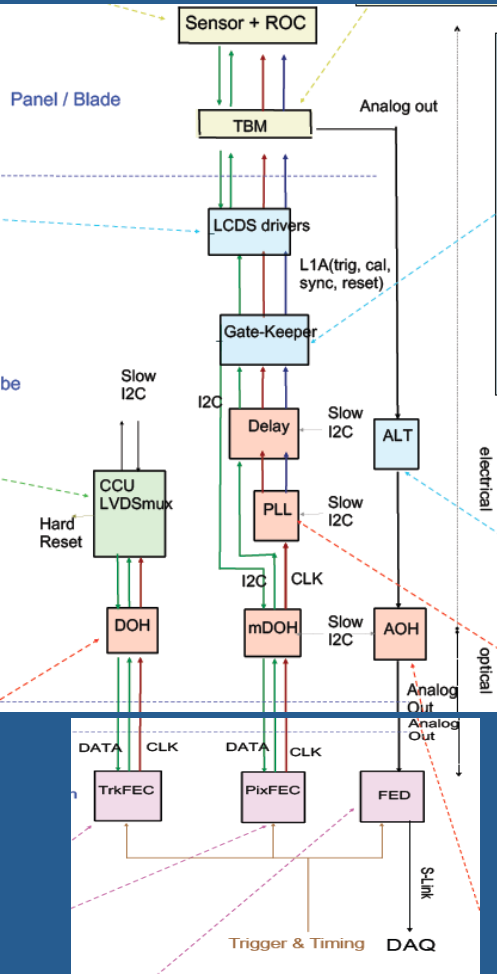 Sensor + ROC
Panel / Blade
TBM
Analog out
LCDS drivers
L1A(trig, cal,
sync, reset)
Gate-Keeper
be
Slow
I2C
I2C
Delay
Slow
I2C
ALT
electrical
CCU
LVDSmux
PLL
Slow
I2C
Hard
Reset
I2C
CLK
DOH
mDOH
Slow
I2C
AOH
optical
Analog
Out
Analog
Out
DATA
CLK
DATA
CLK
n
TrkFEC
PixFEC
FED
S-Link
Trigger & Timing
DAQ